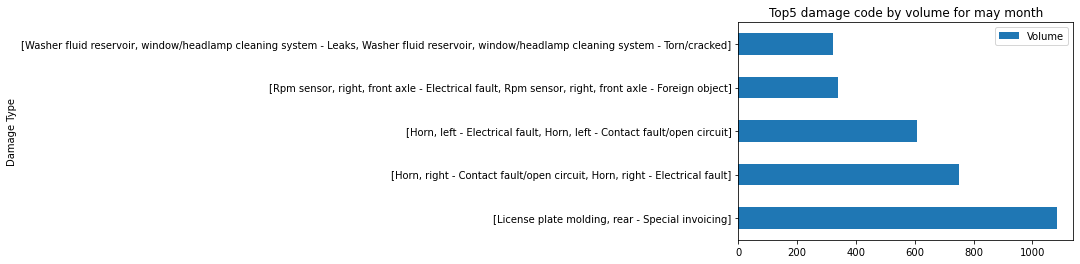 Top5 damage code by volume for may month
Volume
[Washer fluid reservoir, window/headlamp cleaning system - Leaks, Washer fluid reservoir, window/headlamp cleaning system - Torn/cracked]
[Rpm sensor, right, front axle - Electrical fault, Rpm sensor, right, front axle - Foreign object]
Damage Type
[Horn, left - Electrical fault, Horn, left - Contact fault/open circuit]
[Horn, right - Contact fault/open circuit, Horn, right - Electrical fault]
[License plate molding, rear - Special invoicing]
0 200 400 600 800 1000